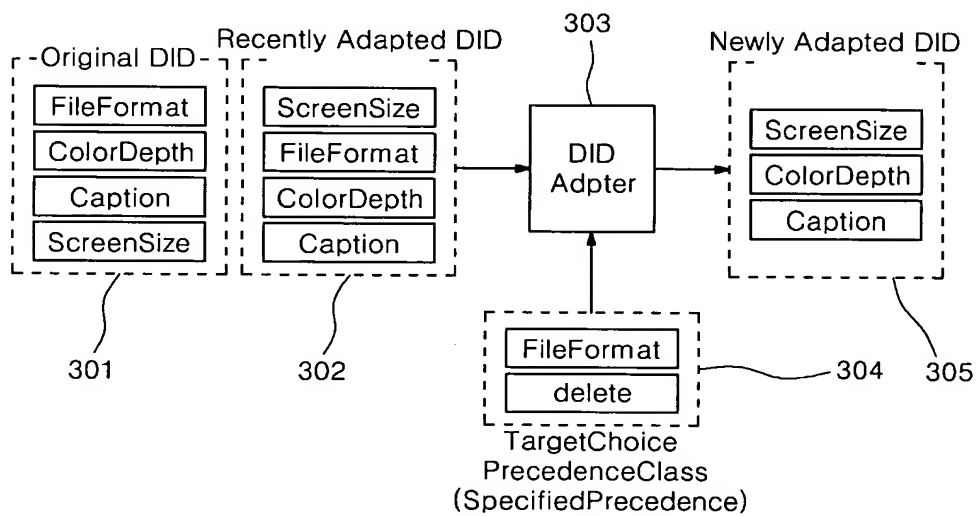 Original DID
FileFormat
ColorDepth
Caption
ScreenSize
301
Recently Adapted DID
ScreenSize
FileFormat
ColorDepth
Caption
302
303
DID
Adpter
FileFormat
delete
304
TargetChoice
PrecedenceClass
(SpecifiedPrecedence)
Newly Adapted DID
ScreenSize
ColorDepth
Caption
305